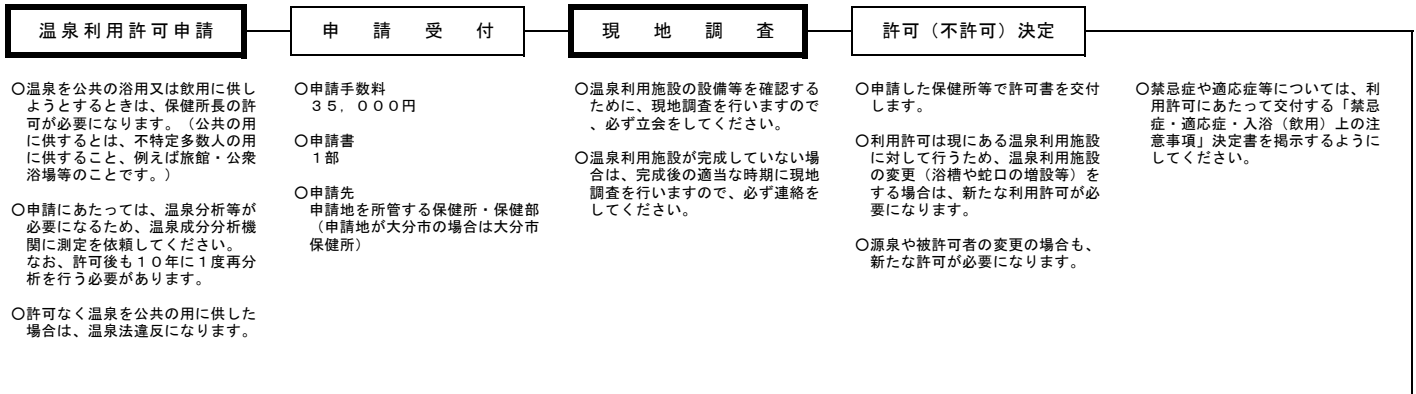 温泉利用許可申請
申請受付
現地調査
許可（不許可）決定
○温泉を公共の浴用又は飲用に供し
ようとするときは、保健所長の許
可が必要になります。（公共の用
に供するとは、不特定多数人の用
に供すること、例えば旅館・公衆
浴場等のことです。）
○申請にあたっては、温泉分析等が
必要になるため、温泉成分分析機
関に測定を依頼してください。
なお、許可後も１０年に１度再分
析を行う必要があります。
○許可なく温泉を公共の用に供した
場合は、温泉法違反になります。
○申請手数料
３５，０００円
○申請書
１部
○申請先
申請地を所管する保健所・保健部
（申請地が大分市の場合は大分市
保健所）
○温泉利用施設の設備等を確認する
ために、現地調査を行いますので
、必ず立会をしてください。
○温泉利用施設が完成していない場
合は、完成後の適当な時期に現地
調査を行いますので、必ず連絡を
してください。
○申請した保健所等で許可書を交付
します。
○利用許可は現にある温泉利用施設
に対して行うため、温泉利用施設
の変更（浴槽や蛇口の増設等）を
する場合は、新たな利用許可が必
要になります。
○源泉や被許可者の変更の場合も、
新たな許可が必要になります。
○禁忌症や適応症等については、利
用許可にあたって交付する「禁忌
症・適応症・入浴（飲用）上の注
意事項」決定書を掲示するように
してください。